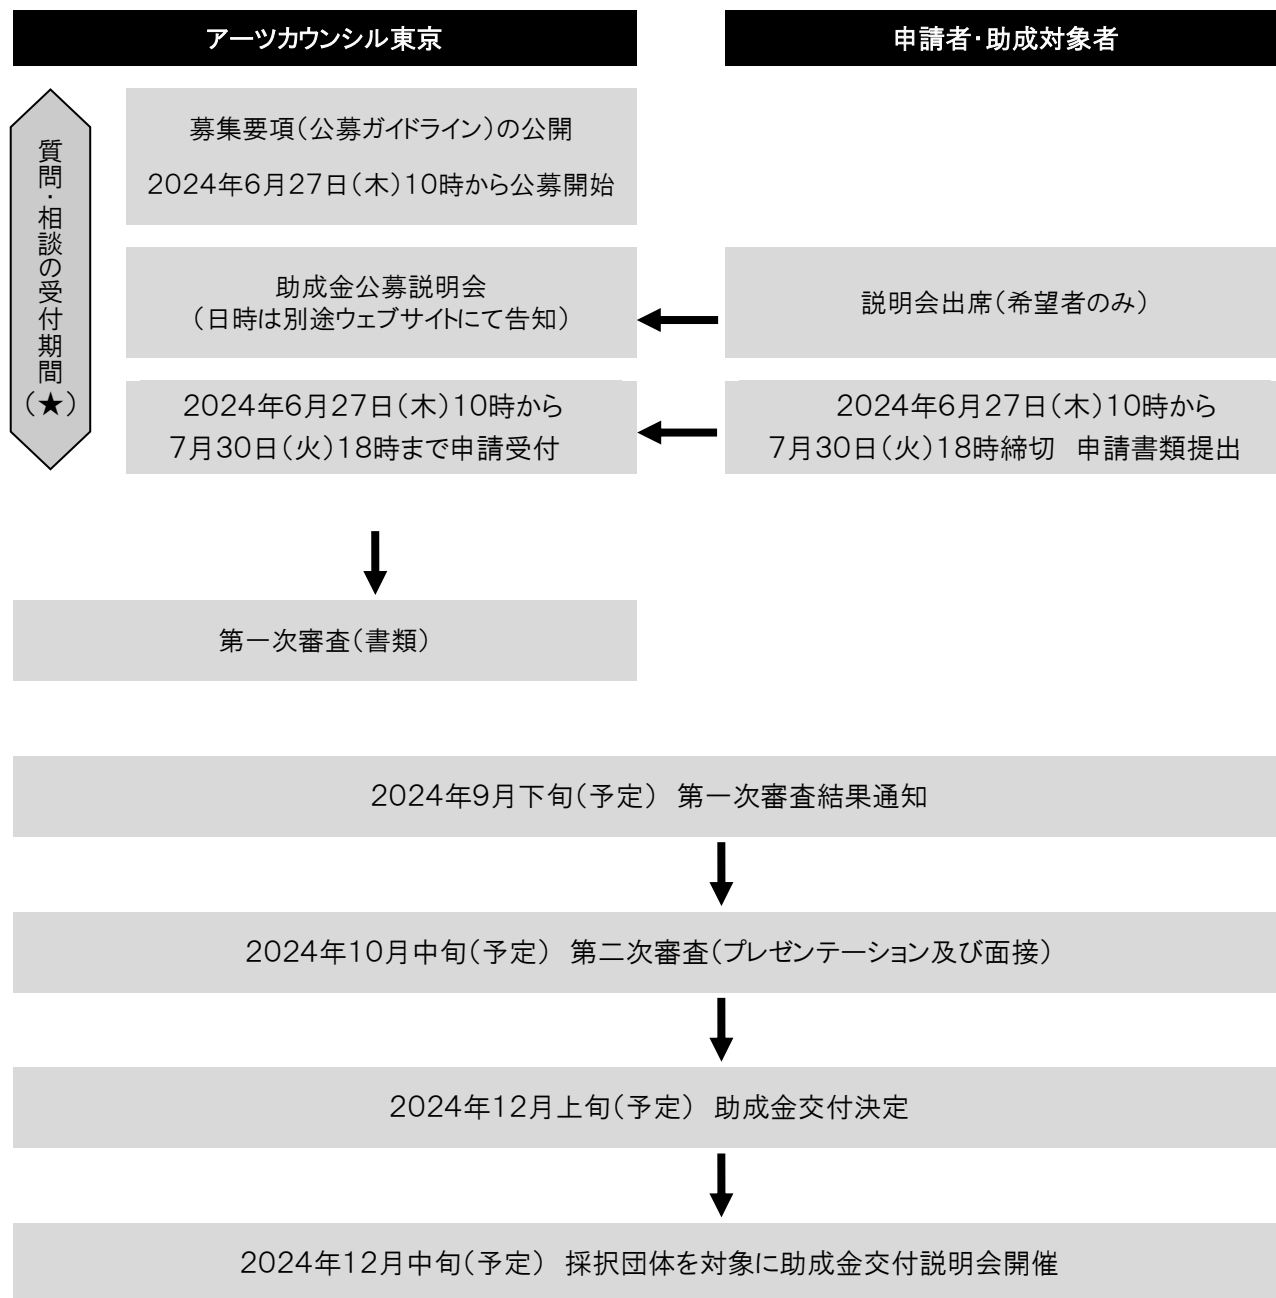 アーツカウンシル東京
申請者・助成対象者
質問・相談の受付期間(★)
募集要項(公募ガイドライン)の公開
2024年6月27日(木)10時から公募開始
助成金公募説明会
(日時は別途ウェブサイトにて告知)
説明会出席(希望者のみ)
2024年6月27日(木)10時から
7月30日(火)18時まで申請受付
2024年6月27日(木)10時から
7月30日(火)18時締切 申請書類提出
第一次審査(書類)
2024年9月下旬(予定) 第一次審査結果通知
2024年10月中旬(予定) 第二次審査(プレゼンテーション及び面接)
2024年12月上旬(予定) 助成金交付決定
2024年12月中旬(予定) 採択団体を対象に助成金交付説明会開催